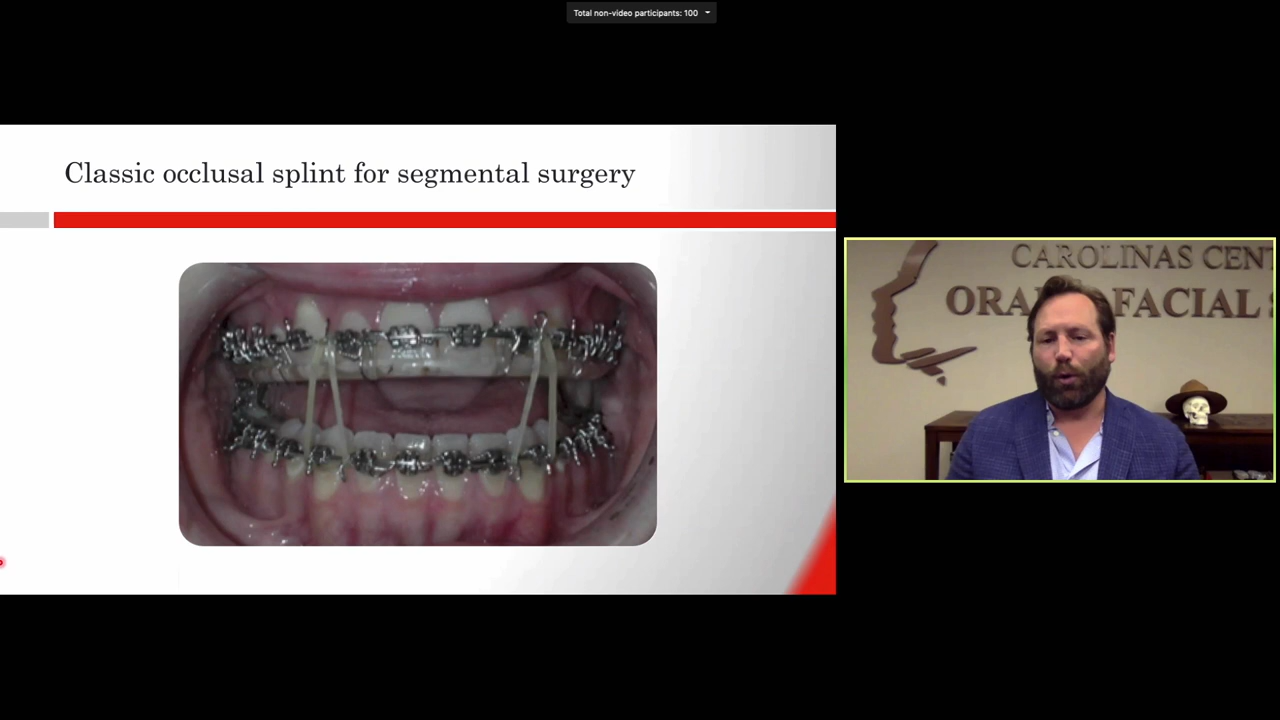 Total non-video participants: 100
Classic occlusal splint for segmental surgery
CAROLINAS CENT
ORAL FACIAL S